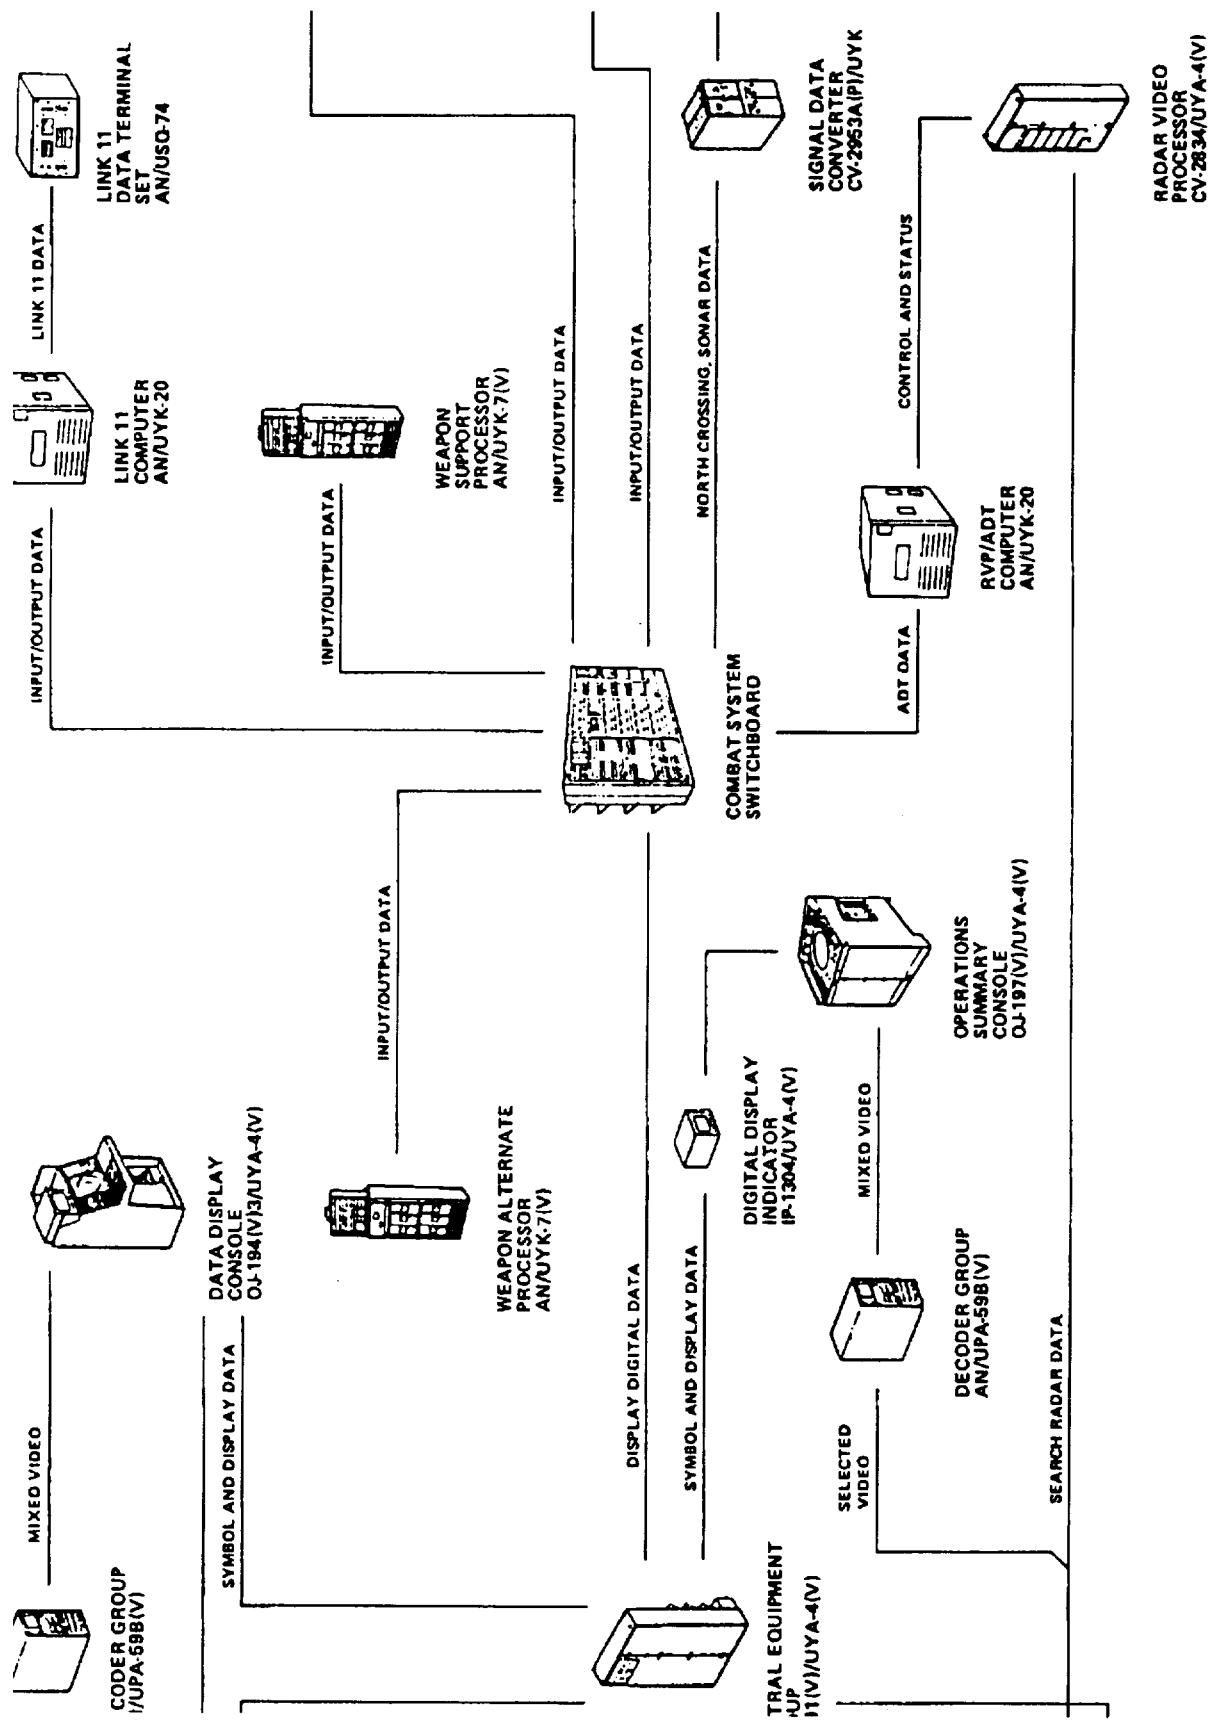 LINK 11
DATA TERMINAL
SET
AN/USQ-74
LINK 11 DATA
LINK 11
COMPUTER
AN/UYK-20
INPUT/OUTPUT DATA
DATA DISPLAY
CONSOLE
OJ-194(V)3/UYA-4(V)
MIXED VIDEO
CODER GROUP
/UPA-59B(V)
SYMBOL AND DISPLAY DATA
WEAPON
SUPPORT
PROCESSOR
AN/UYK-7(V)
INPUT/OUTPUT DATA
INPUT/OUTPUT DATA
WEAPON ALTERNATE
PROCESSOR
AN/UYK-7(V)
INPUT/OUTPUT DATA
INPUT/OUTPUT DATA
DISPLAY DIGITAL DATA
SIGNAL DATA
CONVERTER
CV-2953A(P)/UYK
NORTH CROSSING, SONAR DATA
COMBAT SYSTEM
SWITCHBOARD
DIGITAL DISPLAY
INDICATOR
IP-1304/UYA-4(V)
SYMBOL AND DISPLAY DATA
TRAL EQUIPMENT
UP
1(V)/UYA-4(V)
RADAR VIDEO
PROCESSOR
CV-2834/UYA-4(V)
CONTROL AND STATUS
RVP/ADT
COMPUTER
AN/UYK-20
ADT DATA
OPERATIONS
SUMMARY
CONSOLE
OJ-197(V)/UYA-4(V)
MIXED VIDEO
DECODER GROUP
AN/UPA-59B(V)
SELECTED
VIDEO
SEARCH RADAR DATA